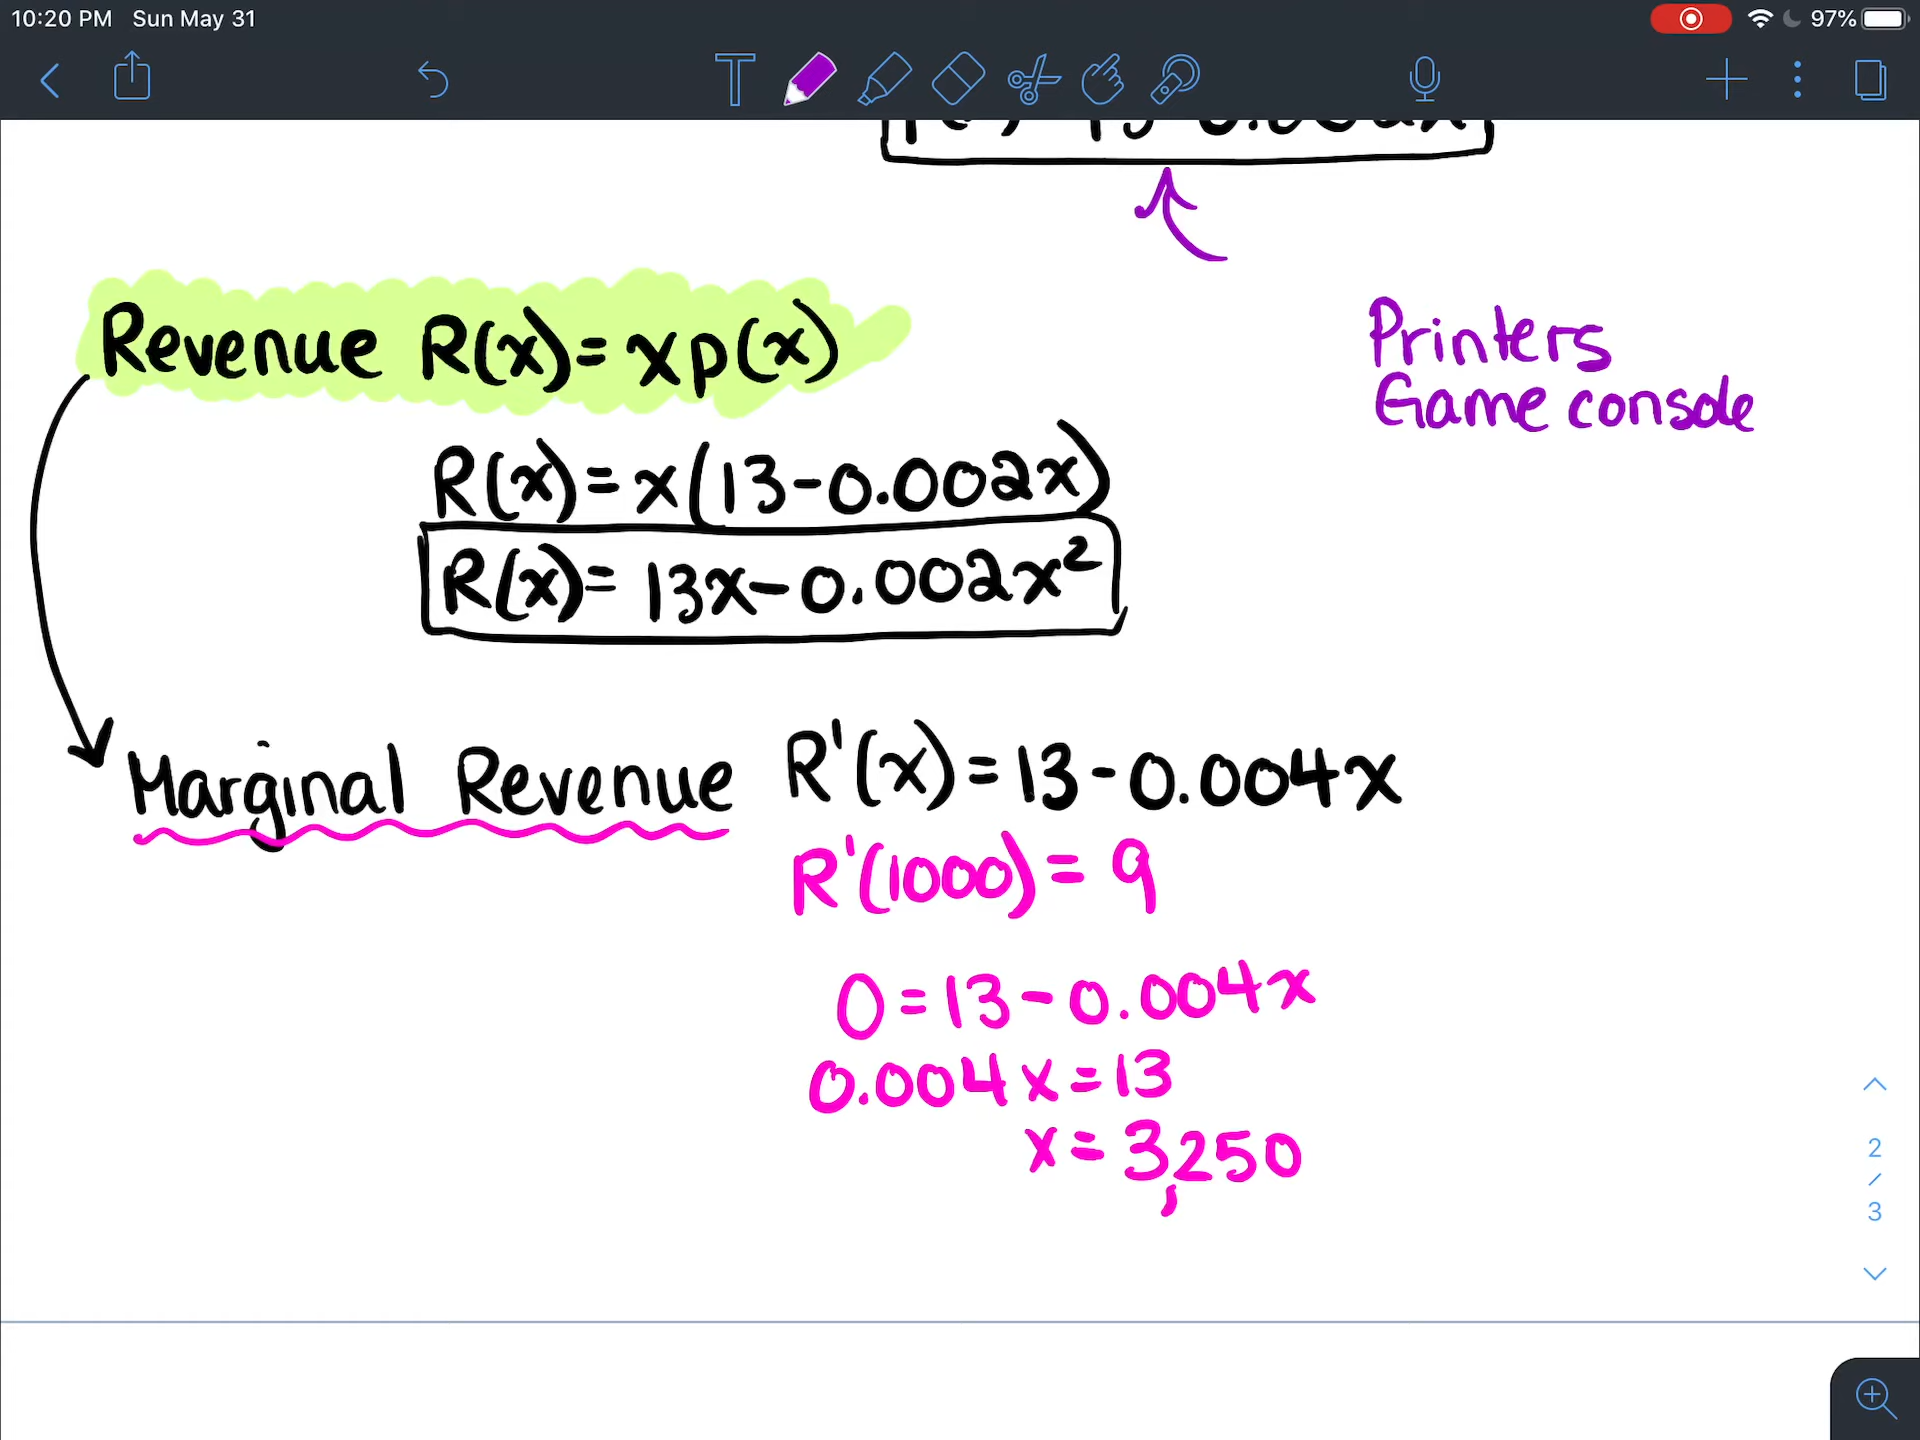 10:20 PM Sun May 31
97%
Revenue R(x)=xp(x)
Printers
Game console
R(x)=x(13-0.002x)
R(x)=13x-0.002x²
Marginal Revenue R'(x)=13-0.004x
R'(1000)=9
0=13-0.004x
0.004x=13
x=3,250
2
/
3